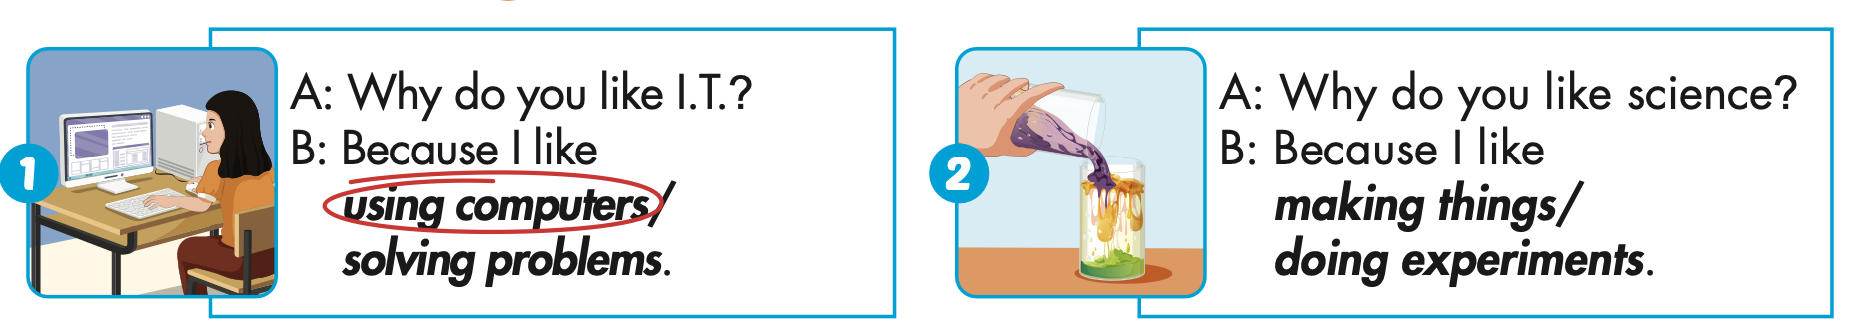 1
A: Why do you like I.T.?
B: Because I like
using computers/
solving problems.
2
A: Why do you like science?
B: Because I like
making things/
doing experiments.